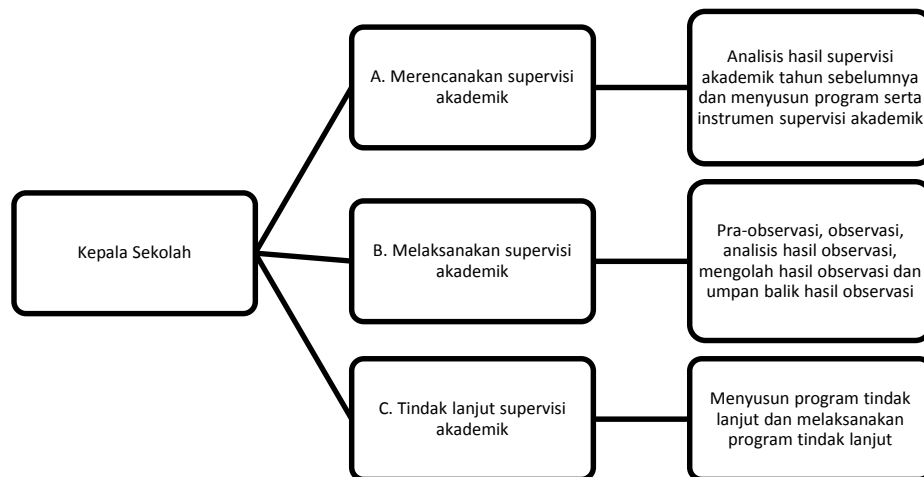 Kepala Sekolah
A. Merencanakan supervisi
akademik
Analisis hasil supervisi
akademik tahun sebelumnya
dan menyusun program serta
instrumen supervisi akademik
B. Melaksanakan supervisi
akademik
Pra-observasi, observasi,
analisis hasil observasi,
mengolah hasil observasi dan
umpan balik hasil observasi
C. Tindak lanjut supervisi
akademik
Menyusun program tindak
lanjut dan melaksanakan
program tindak lanjut